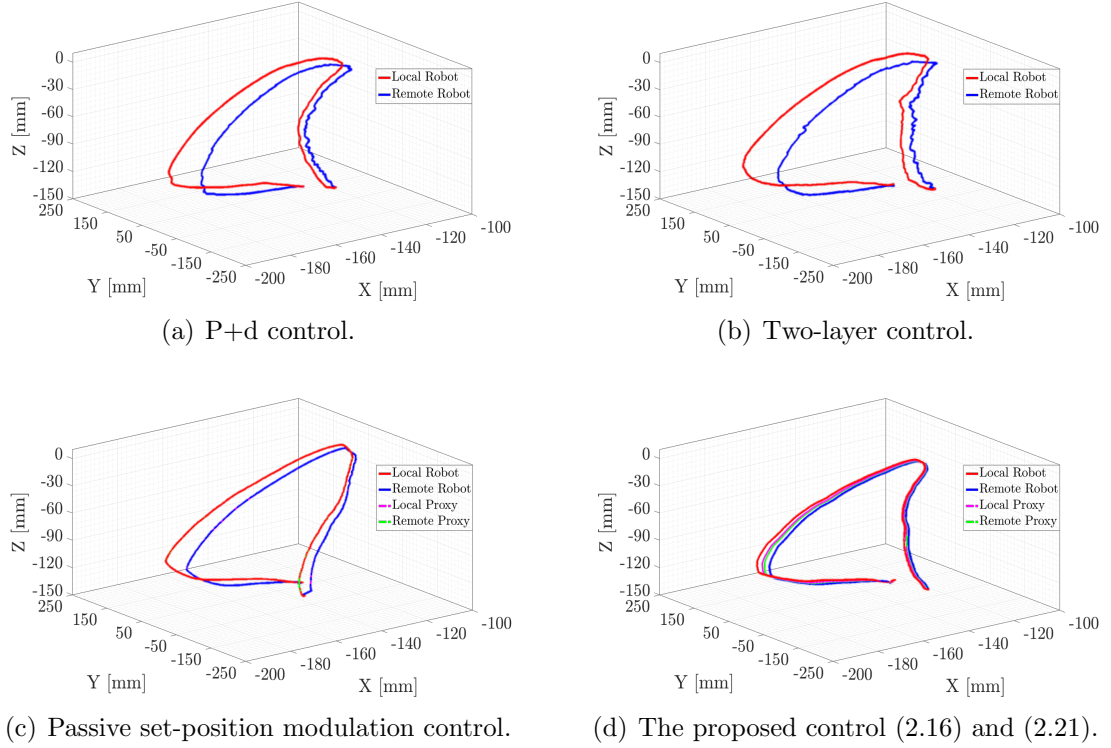 0
-30
-60
-90
-120
-150
Z [mm]
250
150
50
-50
-150
-250
Y [mm]
-200
-180
-160
-140
-120
-100
X [mm]
Local Robot
Remote Robot
(a) P+d control.
0
-30
-60
-90
-120
-150
Z [mm]
250
150
50
-50
-150
-250
Y [mm]
-200
-180
-160
-140
-120
-100
X [mm]
Local Robot
Remote Robot
(b) Two-layer control.
0
-30
-60
-90
-120
-150
Z [mm]
250
150
50
-50
-150
-250
Y [mm]
-200
-180
-160
-140
-120
-100
X [mm]
Local Robot
Remote Robot
Local Proxy
Remote Proxy
(c) Passive set-position modulation control.
0
-30
-60
-90
-120
-150
Z [mm]
250
150
50
-50
-150
-250
Y [mm]
-200
-180
-160
-140
-120
-100
X [mm]
Local Robot
Remote Robot
Local Proxy
Remote Proxy
(d) The proposed control (2.16) and (2.21).